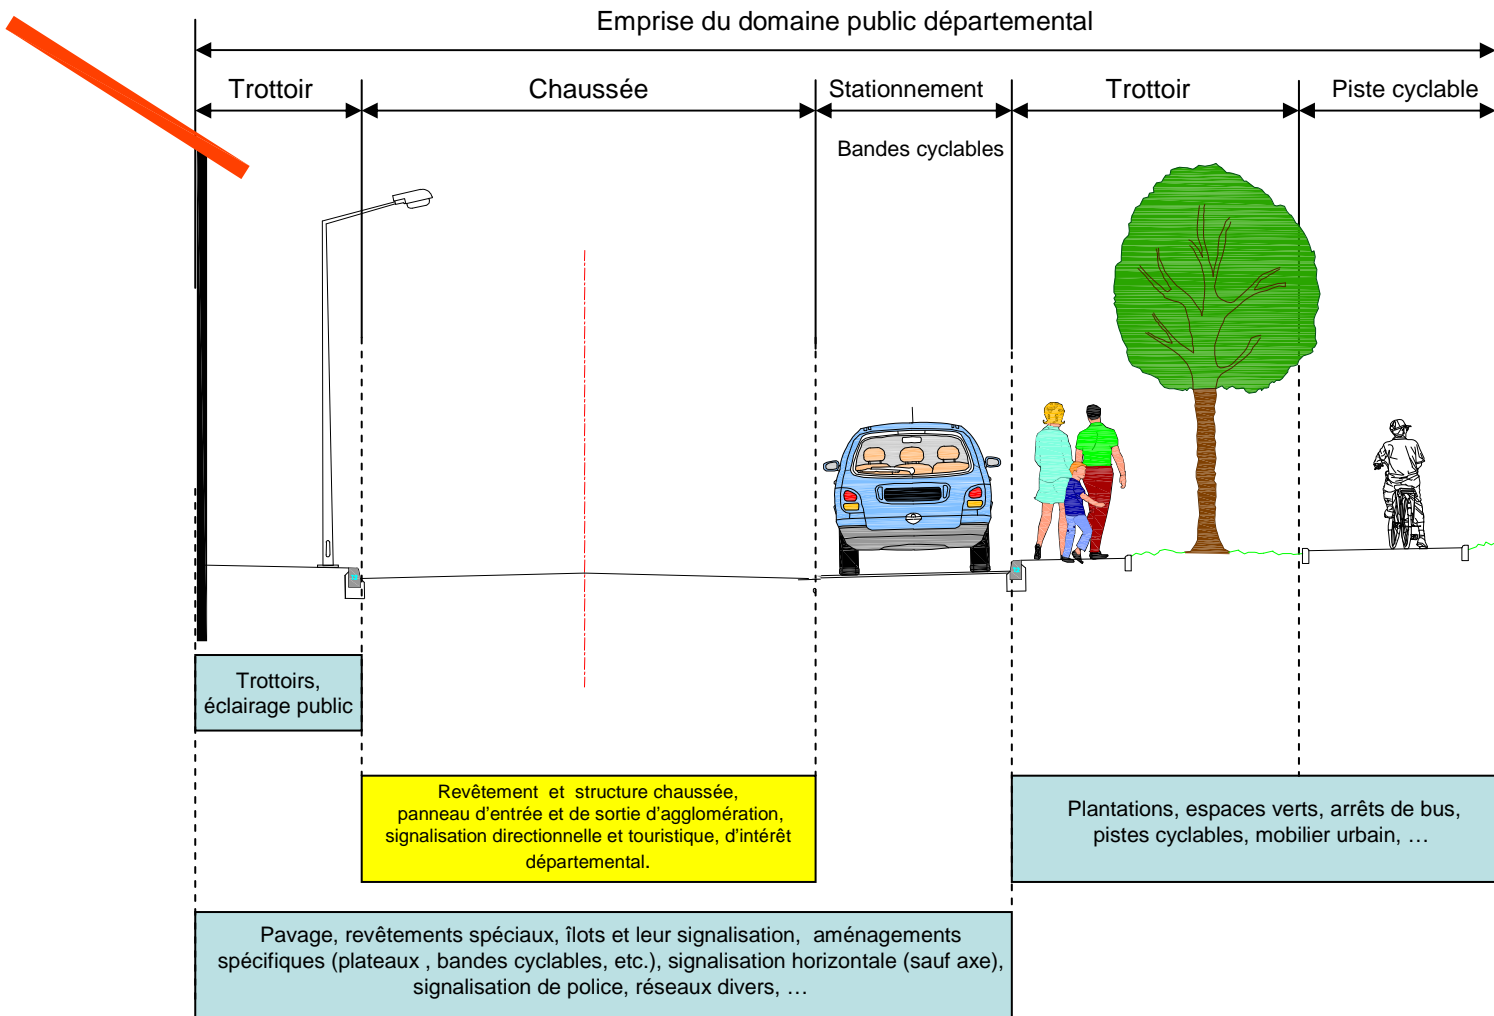 Emprise du domaine public départemental
Trottoir
Chaussée
Stationnement
Trottoir
Piste cyclable
Bandes cyclables
Trottoirs,
éclairage public
Revêtement et structure chaussée,
panneau d’entrée et de sortie d’agglomération,
signalisation directionnelle et touristique, d’intérêt
départemental.
Plantations, espaces verts, arrêts de bus,
pistes cyclables, mobilier urbain, …
Pavage, revêtements spéciaux, îlots et leur signalisation, aménagements
spécifiques (plateaux , bandes cyclables, etc.), signalisation horizontale (sauf axe),
signalisation de police, réseaux divers, …